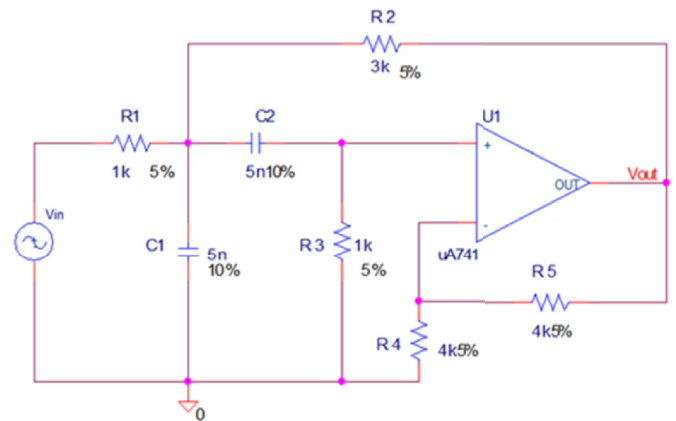 R2
3k 5%
R1
C2
U1
1k 5%
5n10%
+
Vout
OUT
Vin
-
C1
5n
10%
R3
1k
5%
uA741
R5
4k5%
R4
4k5%
0